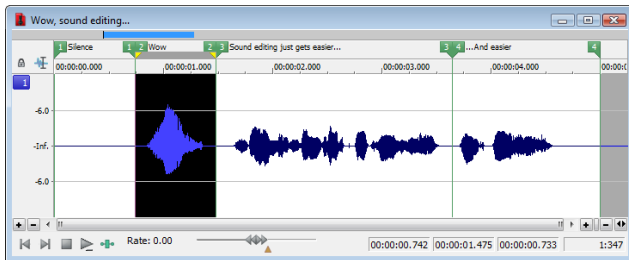 Wow, sound editing...
1 Silence 1 2 Wow 2 3 Sound editing just gets easier... 3 4 ...And easier 4
00:00:00.000 00:00:01.000 00:00:02.000 00:00:03.000 00:00:04.000 00:00:0
1
-6.0
-Inf.
-6.0
Rate: 0.00 00:00:00.742 00:00:01.475 00:00:00.733 1:347